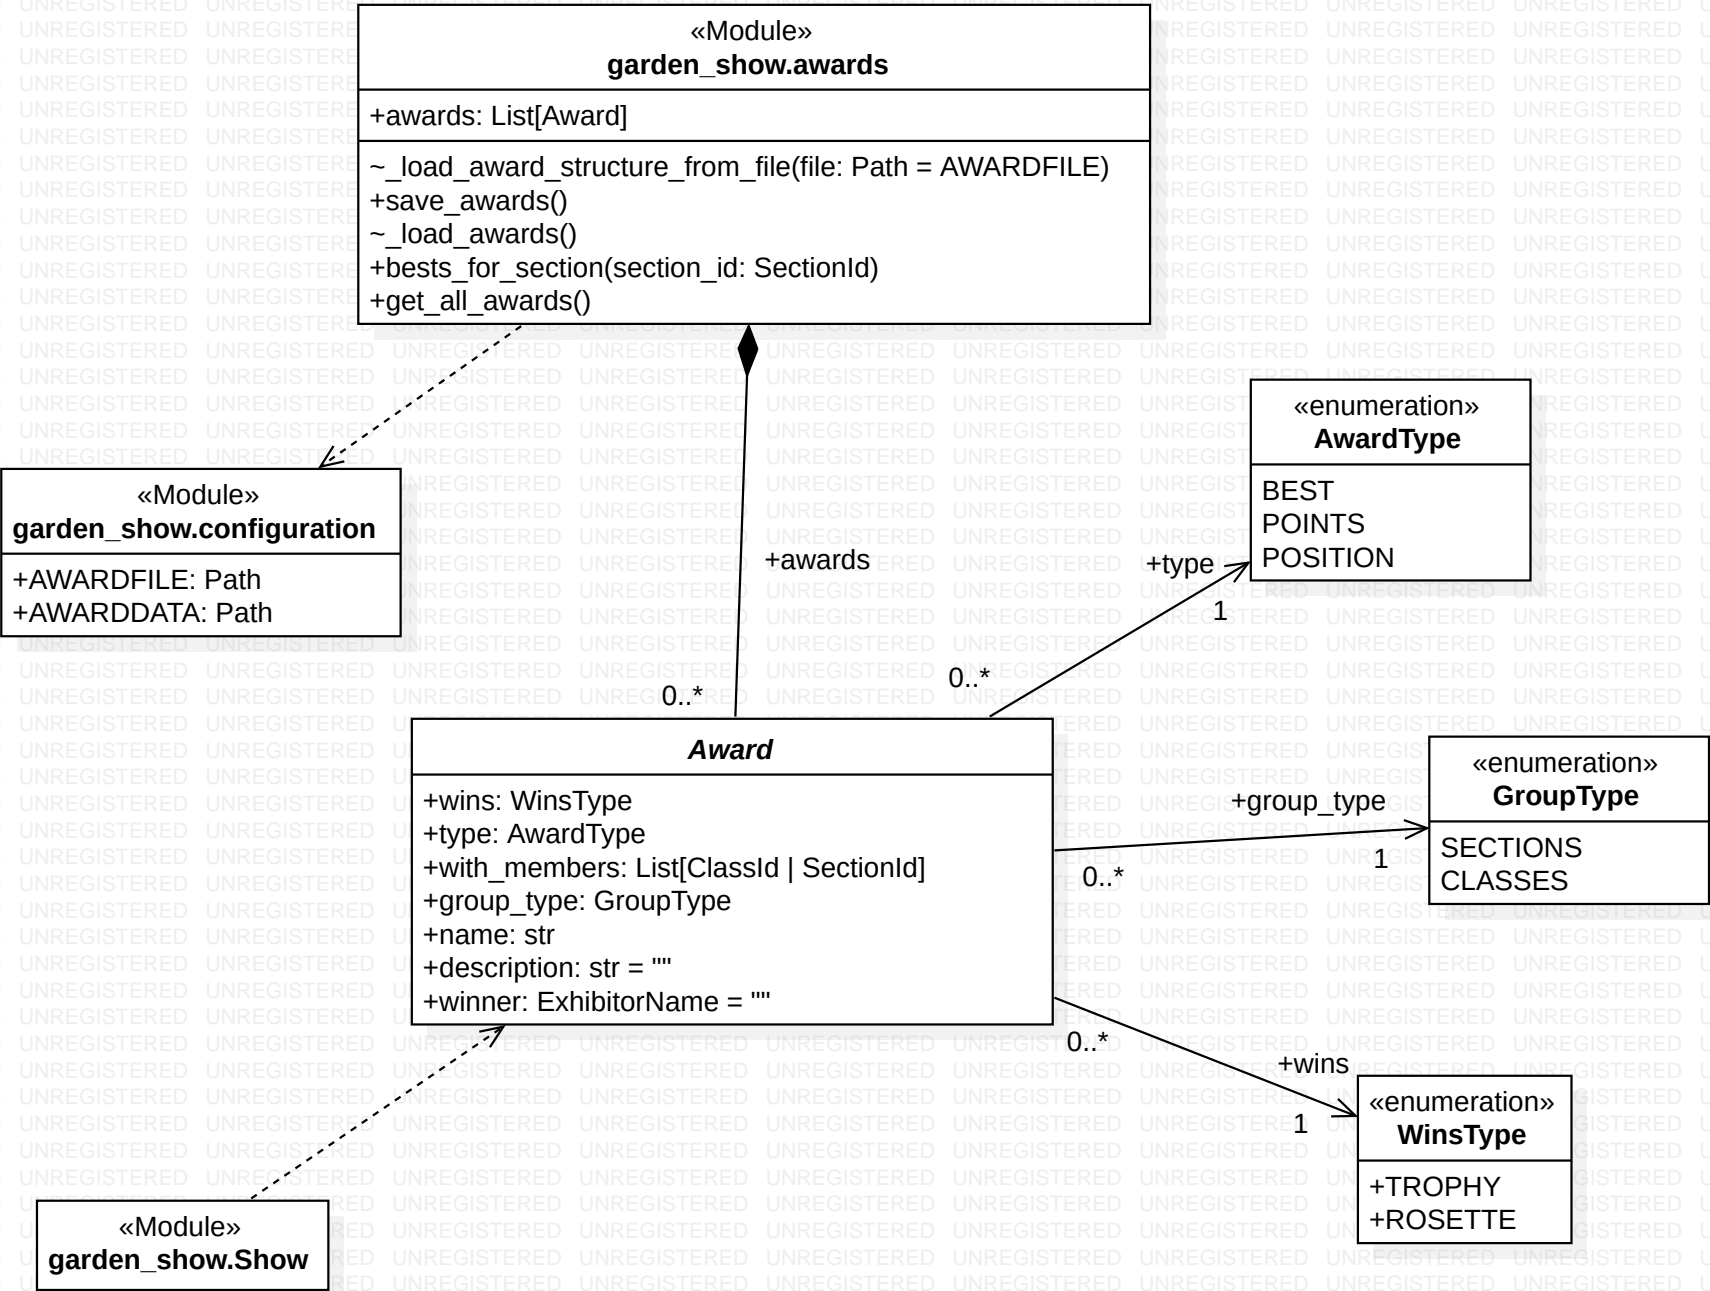 «Module»
garden_show.awards
+awards: List[Award]
~_load_award_structure_from_file(file: Path = AWARDFILE)
+save_awards()
~_load_awards()
+bests_for_section(section_id: SectionId)
+get_all_awards()
«enumeration»
AwardType
BEST
POINTS
POSITION
«Module»
garden_show.configuration
+AWARDFILE: Path
+AWARDDATA: Path
+awards
0..*
+type
1
0..*
Award
+wins: WinsType
+type: AwardType
+with_members: List[ClassId | SectionId]
+group_type: GroupType
+name: str
+description: str = ""
+winner: ExhibitorName = ""
+group_type
1
0..*
«enumeration»
GroupType
SECTIONS
CLASSES
0..*
+wins
1
«enumeration»
WinsType
+TROPHY
+ROSETTE
«Module»
garden_show.Show
UNREGISTERED